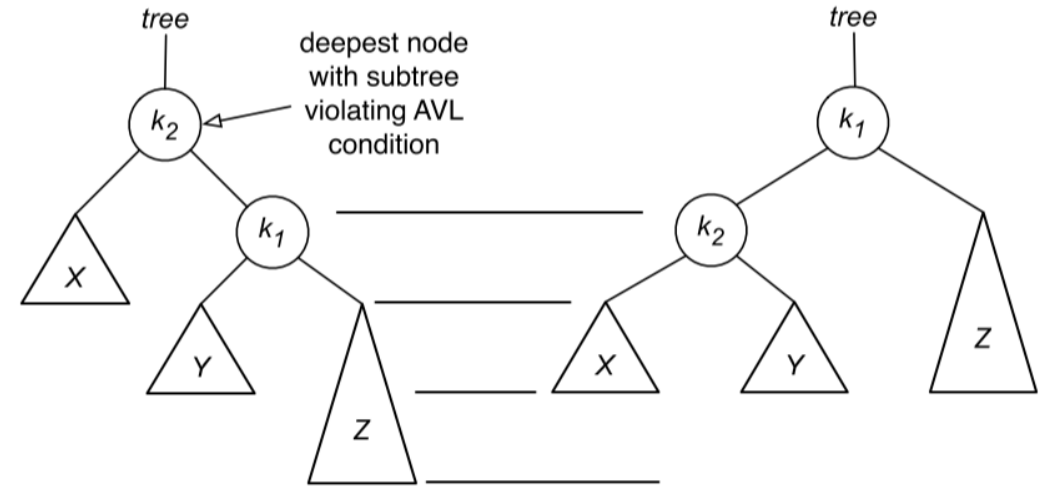 tree
deepest node
with subtree
violating AVL
condition
k2
k1
X
Y
Z
tree
k1
k2
X
Y
Z